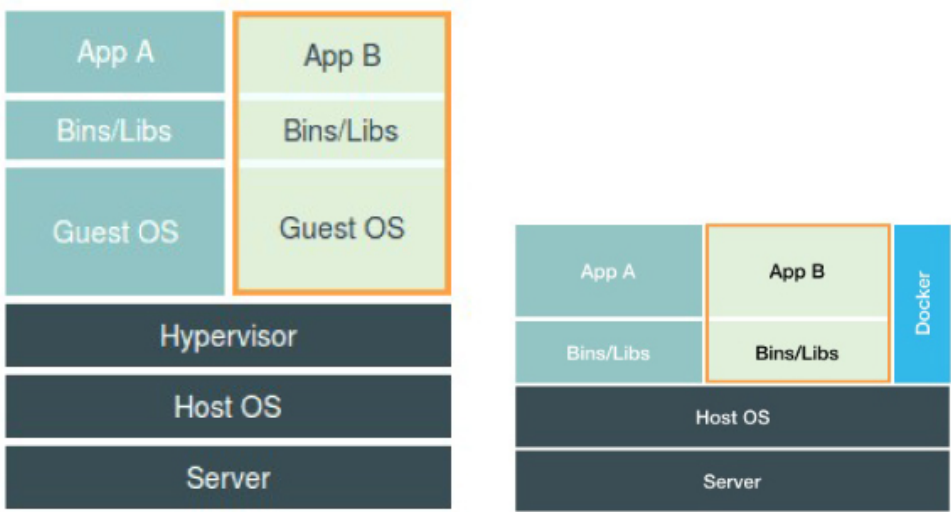 App A
App B
Bins/Libs
Bins/Libs
Guest OS
Guest OS
Hypervisor
Host OS
Server
App A
App B
Docker
Bins/Libs
Bins/Libs
Host OS
Server